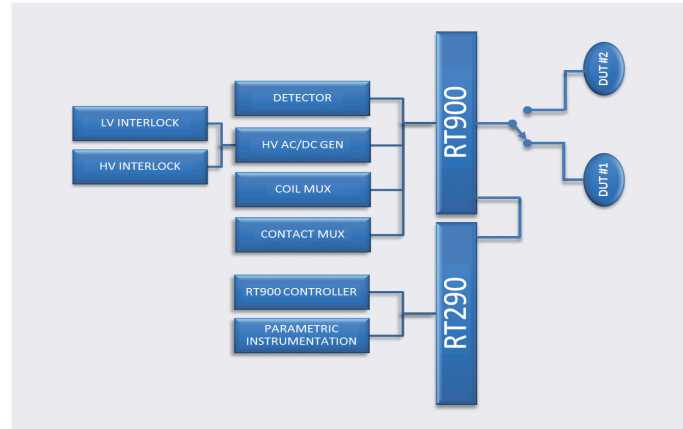 LV INTERLOCK
HV INTERLOCK
DETECTOR
HV AC/DC GEN
COIL MUX
CONTACT MUX
RT900 CONTROLLER
PARAMETRIC
INSTRUMENTATION
RT900
RT290
DUT #2
DUT #1